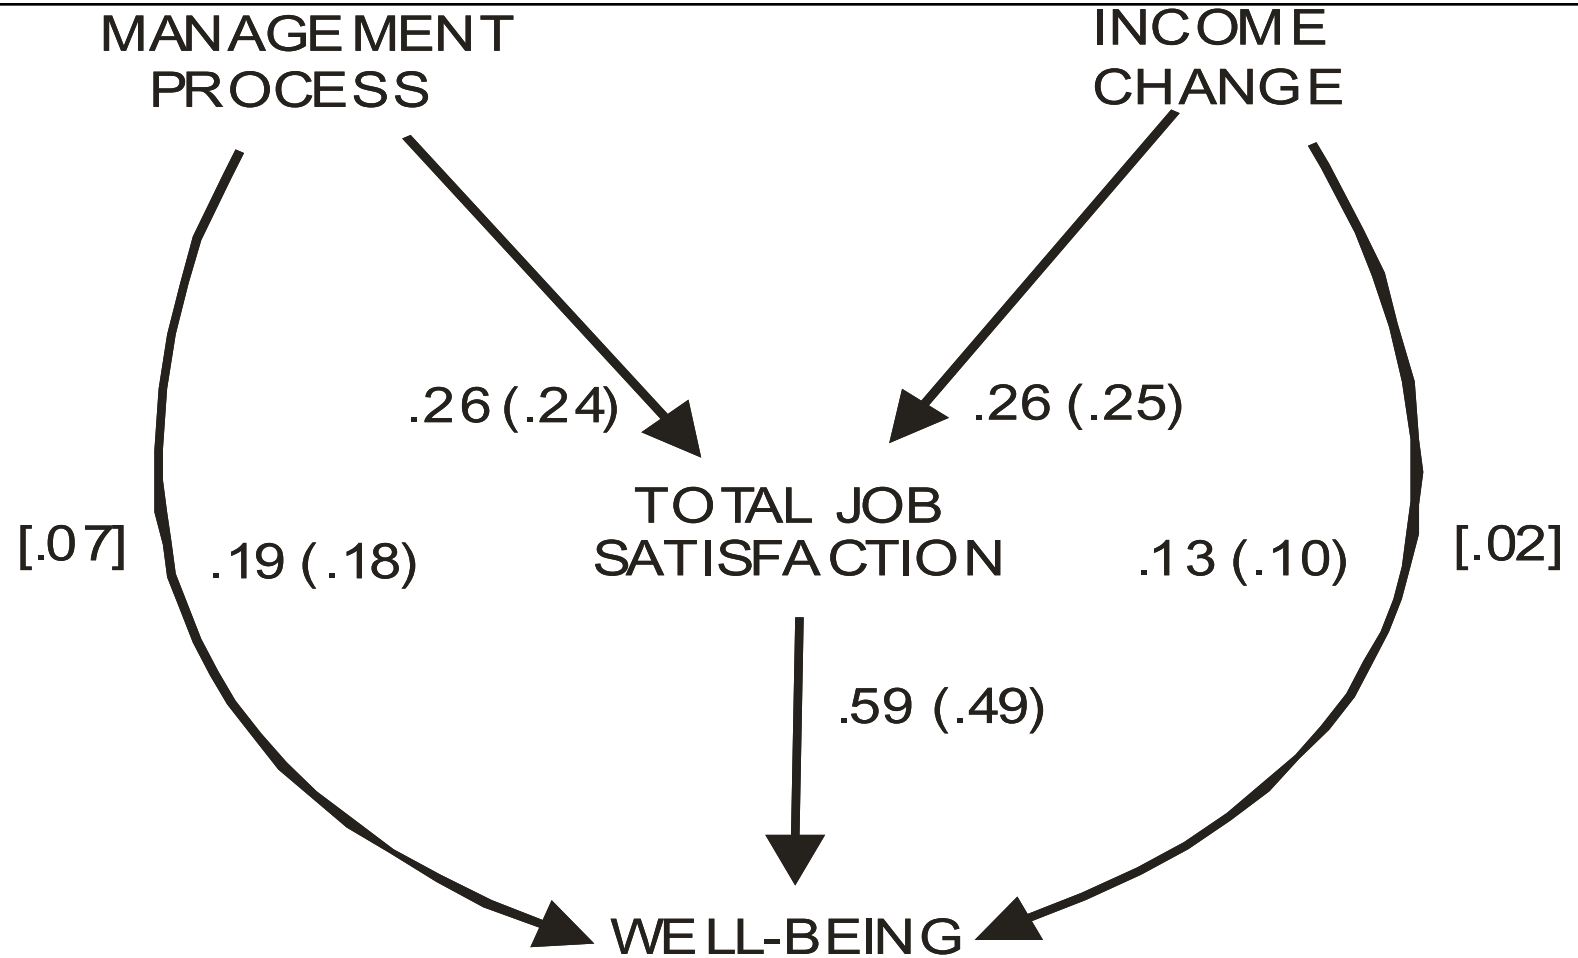 MANAGEMENT
PROCESS
INCOME
CHANGE
.26 (.24)
.26 (.25)
TOTAL JOB
SATISFACTION
[.07]
.19 (.18)
.13 (.10)
[.02]
.59 (.49)
WELL-BEING